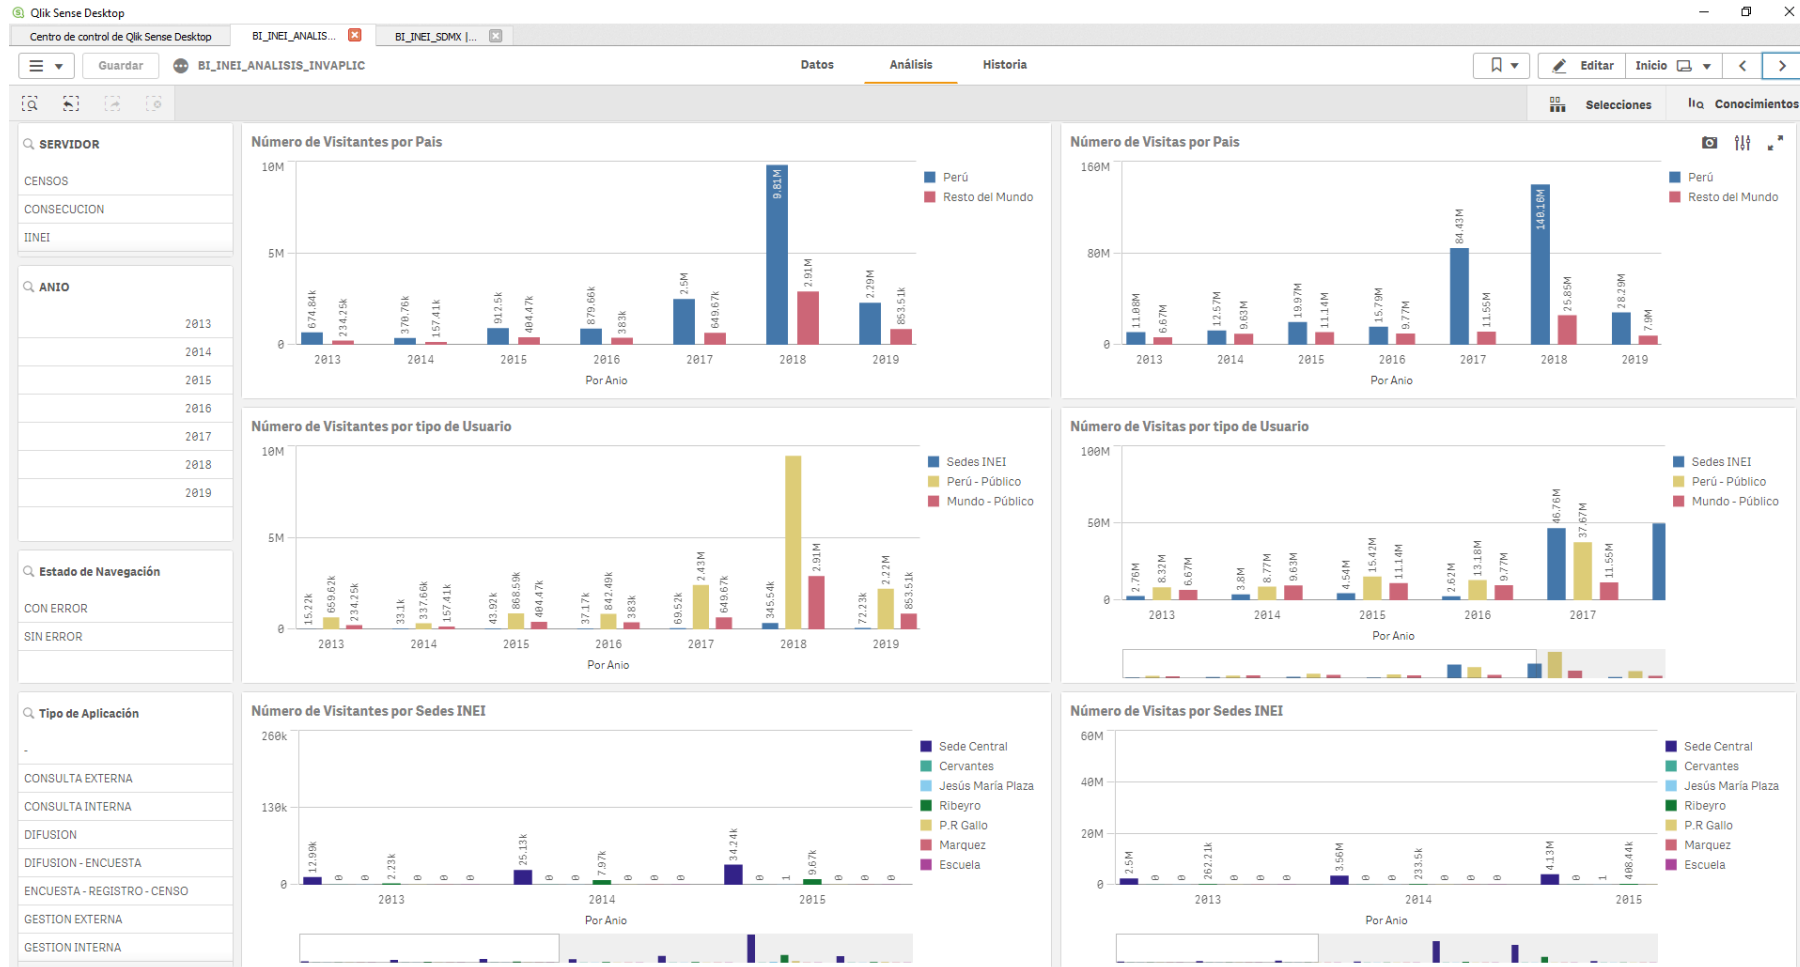 Qlik Sense Desktop
Centro de control de Qlik Sense Desktop
BI_INEI_ANALIS...
BI_INEI_SDMX |...
Guardar
BI_INEI_ANALISIS_INVAPLIC
Datos
Análisis
Historia
Editar
Inicio
Selecciones
Conocimientos
SERVIDOR
CENSOS
CONSECUCION
IINEI
ANIO
2013
2014
2015
2016
2017
2018
2019
Estado de Navegación
CON ERROR
SIN ERROR
Tipo de Aplicación
-
CONSULTA EXTERNA
CONSULTA INTERNA
DIFUSION
DIFUSION - ENCUESTA
ENCUESTA - REGISTRO - CENSO
GESTION EXTERNA
GESTION INTERNA
Número de Visitantes por Pais
10M
5M
0
674.84k
234.25k
370.76k
157.41k
912.5k
404.47k
879.66k
383k
2.5M
649.67k
9.81M
2.91M
2.29M
853.51k
2013 2014 2015 2016 2017 2018 2019
Por Anio
Perú
Resto del Mundo
Número de Visitas por Pais
160M
80M
0
11.08M
6.67M
12.57M
9.63M
19.97M
11.14M
15.79M
9.77M
84.43M
11.55M
140.16M
25.85M
28.29M
7.9M
2013 2014 2015 2016 2017 2018 2019
Por Anio
Perú
Resto del Mundo
Número de Visitantes por tipo de Usuario
10M
5M
0
15.22k
659.62k
234.25k
33.1k
337.66k
157.41k
43.92k
868.59k
404.47k
37.17k
842.49k
383k
69.52k
2.43M
649.67k
345.54k
2.91M
72.23k
2.22M
853.51k
2013 2014 2015 2016 2017 2018 2019
Por Anio
Sedes INEI
Perú - Público
Mundo - Público
Número de Visitas por tipo de Usuario
100M
50M
0
2.76M
8.32M
6.67M
3.8M
8.77M
9.63M
4.54M
15.42M
11.14M
2.62M
13.18M
9.77M
46.76M
37.67M
11.55M
2013 2014 2015 2016 2017
Por Anio
Sedes INEI
Perú - Público
Mundo - Público
Número de Visitantes por Sedes INEI
260k
130k
0
12.99k
0
0
2.23k
0
0
0
25.13k
0
0
7.97k
0
0
0
34.24k
0
1
9.67k
0
0
0
2013 2014 2015
Por Anio
Sede Central
Cervantes
Jesús María Plaza
Ribeyro
P.R Gallo
Marquez
Escuela
Número de Visitas por Sedes INEI
60M
40M
20M
0
2.5M
0
0
262.21k
0
0
0
3.56M
0
0
233.5k
0
0
0
4.13M
0
1
408.44k
2013 2014 2015
Por Anio
Sede Central
Cervantes
Jesús María Plaza
Ribeyro
P.R Gallo
Marquez
Escuela